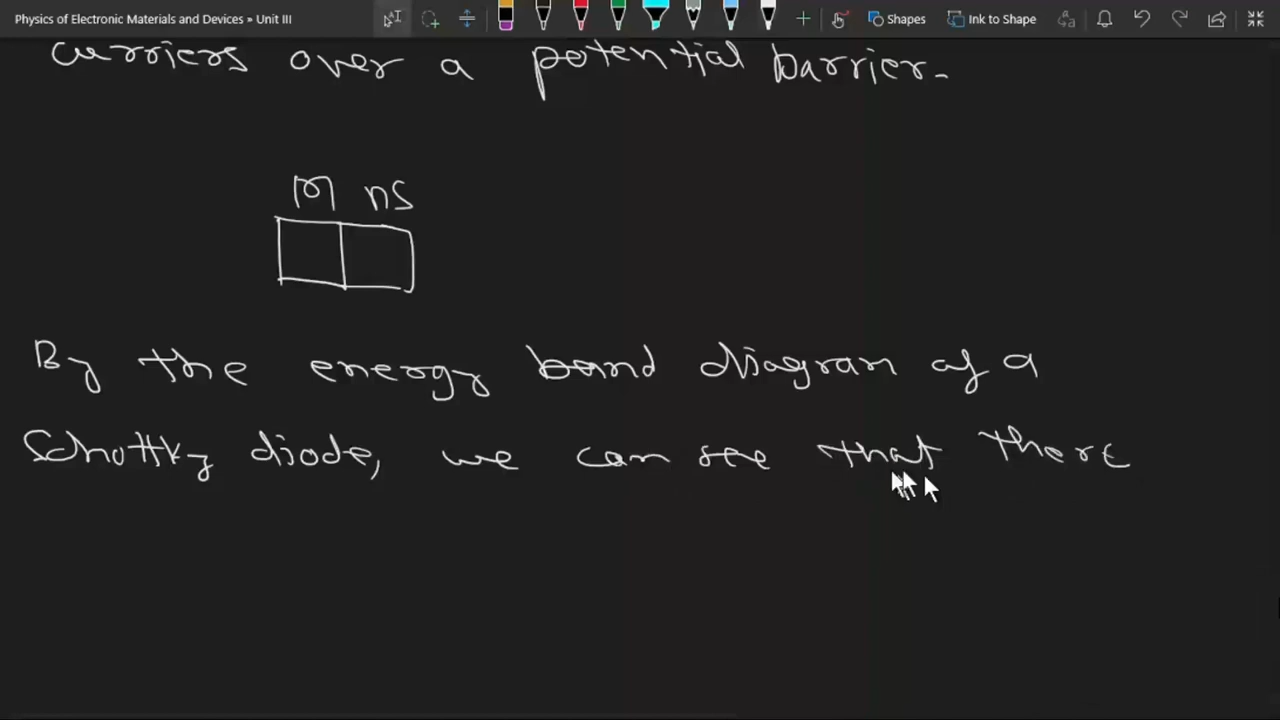 Physics of Electronic Materials and Devices » Unit III
Shapes
Ink to Shape
carriers over a potential barrier.
M ns
By the energy band diagram of a
Schottky diode, we can see that there